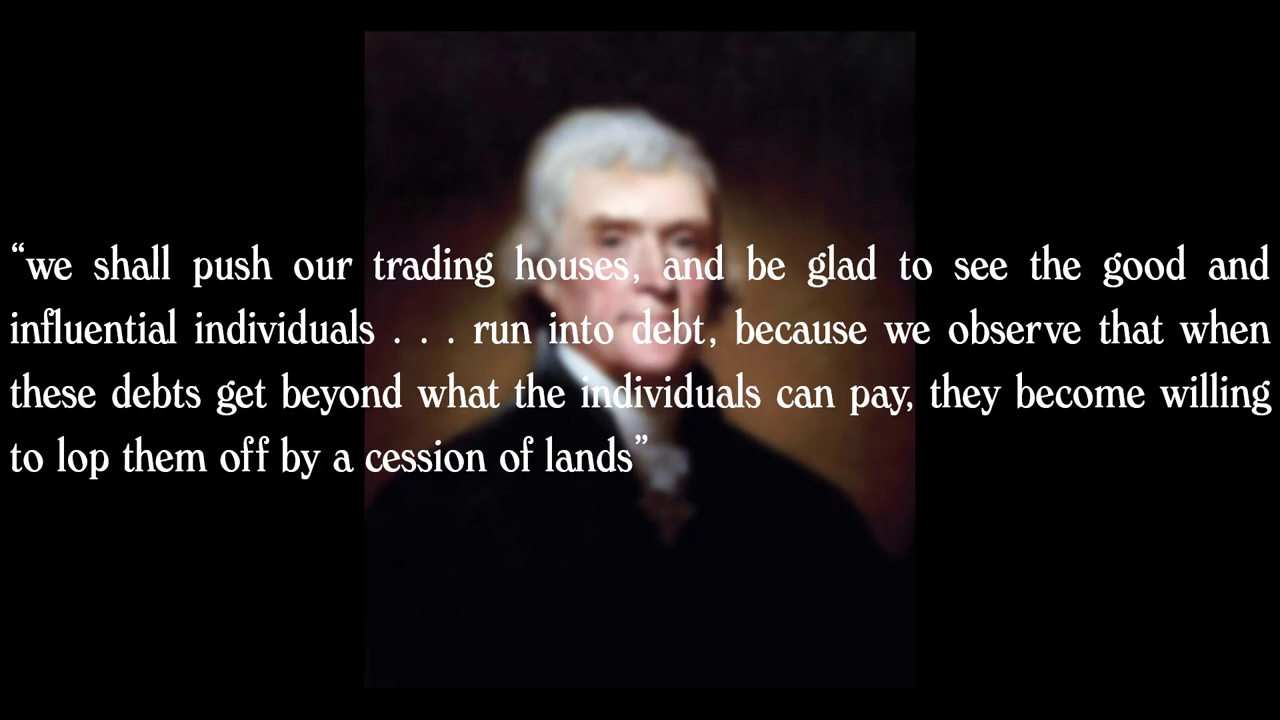 “we shall push our trading houses, and be glad to see the good and
influential individuals . . . run into debt, because we observe that when
these debts get beyond what the individuals can pay, they become willing
to lop them off by a cession of lands”